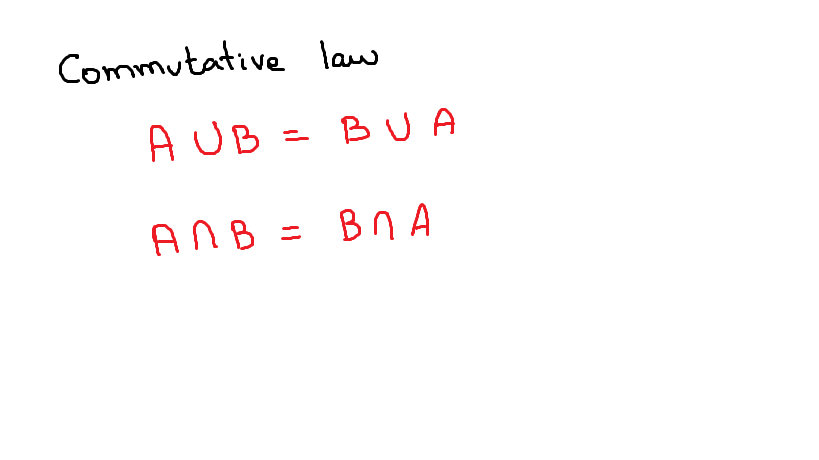 Commutative law
A ∪ B = B ∪ A
A ∩ B = B ∩ A